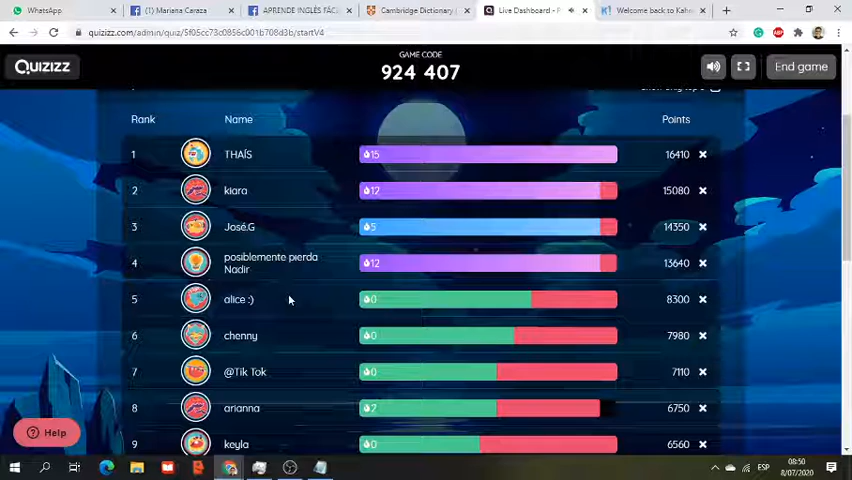 WhatsApp
(1) Mariana Caraza
APRENDE INGLÉS FÁC
Cambridge Dictionary
Live Dashboard -
Welcome back to Kah
quizizz.com/admin/quiz/5f05cc73c0856c001b708d3b/startV4
Quizizz
GAME CODE
924 407
End game
Rank Name Points
1 THAÍS 15 16410
2 kiara 12 15080
3 José.G 5 14350
4 posiblemente pierda
Nadir 12 13640
5 alice :) 0 8300
6 chenny 0 7980
7 @Tik Tok 0 7110
8 arianna 2 6750
9 keyla 0 6560
Help
ESP
08:50
8/07/2020